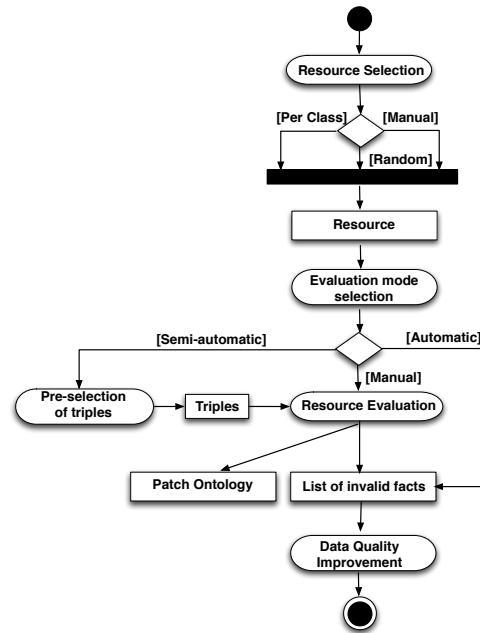 Resource Selection
[Per Class]
[Manual]
[Random]
Resource
Evaluation mode
selection
[Semi-automatic]
[Automatic]
[Manual]
Pre-selection
of triples
Triples
Resource Evaluation
Patch Ontology
List of invalid facts
Data Quality
Improvement